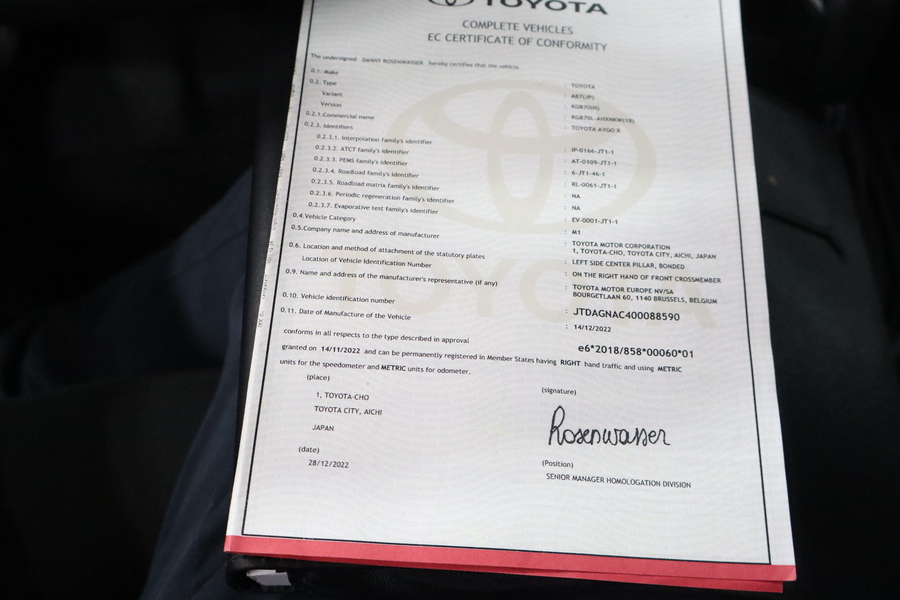 TOYOTA
COMPLETE VEHICLES
EC CERTIFICATE OF CONFORMITY
The undersigned DANNY ROSENWASSER, hereby certifies that the vehicle
0.1. Make : TOYOTA
0.2. Type : AB7(JP)
Variant : KGB70(H)
Version : KGB70L-AHXNKW(1B)
0.2.1.Commercial name : TOYOTA AYGO X
0.2.3. Identifiers
0.2.3.1. Interpolation family's identifier : IP-0166-JT1-1
0.2.3.2. ATCT family's identifier : AT-0109-JT1-1
0.2.3.3. PEMS family's identifier : 6-JT1-46-1
0.2.3.4. Roadload family's identifier : RL-0061-JT1-1
0.2.3.5. Roadload matrix family's identifier : NA
0.2.3.6. Periodic regeneration family's identifier : NA
0.2.3.7. Evaporative test family's identifier : EV-0001-JT1-1
0.4.Vehicle Category : M1
0.5.Company name and address of manufacturer : TOYOTA MOTOR CORPORATION
1, TOYOTA-CHO, TOYOTA CITY, AICHI, JAPAN
0.6. Location and method of attachment of the statutory plates : LEFT SIDE CENTER PILLAR, BONDED
Location of Vehicle Identification Number : ON THE RIGHT HAND OF FRONT CROSSMEMBER
0.9. Name and address of the manufacturer's representative (if any) : TOYOTA MOTOR EUROPE NV/SA
BOURGETLAAN 60, 1140 BRUSSELS, BELGIUM
0.10. Vehicle identification number : JTDAGNAC400088590
0.11. Date of Manufacture of the Vehicle : 14/12/2022
conforms in all respects to the type described in approval e6*2018/858*00060*01
granted on 14/11/2022 and can be permanently registered in Member States having RIGHT hand traffic and using METRIC
units for the speedometer and METRIC units for odometer.
(place) (signature)
1, TOYOTA-CHO
TOYOTA CITY, AICHI
JAPAN
Rosenwasser
(date) (Position)
28/12/2022 SENIOR MANAGER HOMOLOGATION DIVISION